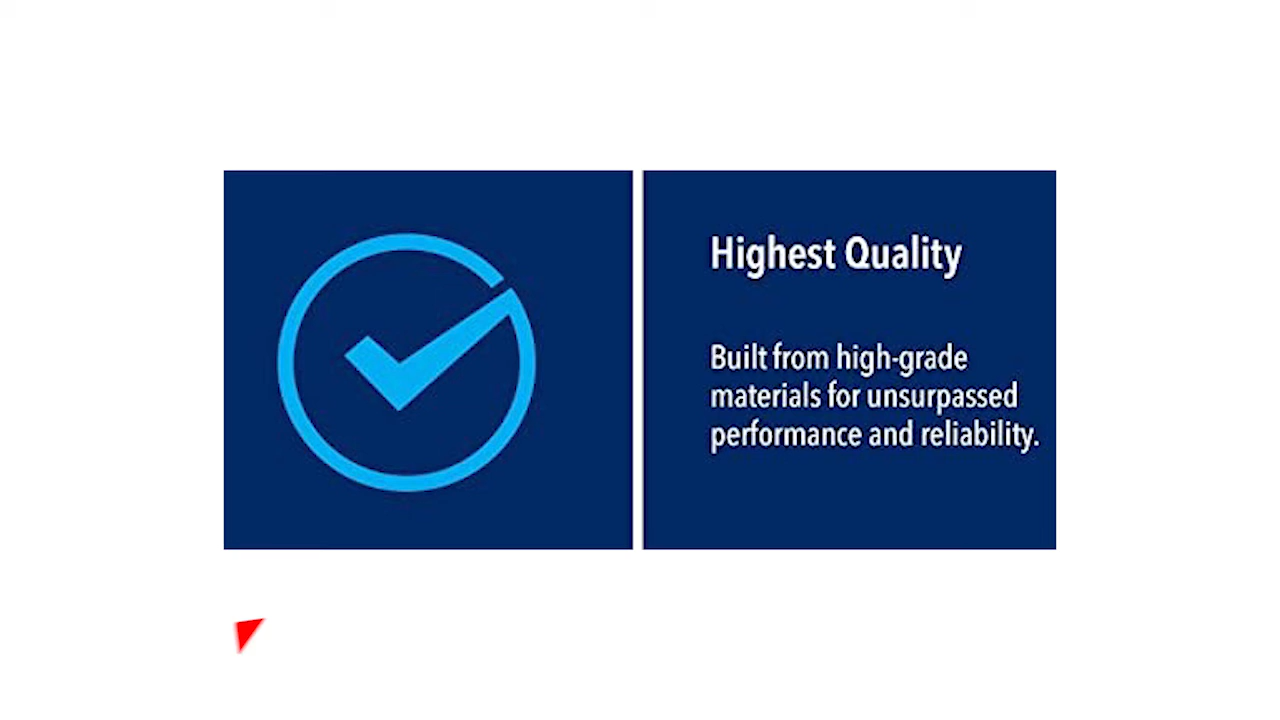 Highest Quality
Built from high-grade
materials for unsurpassed
performance and reliability.